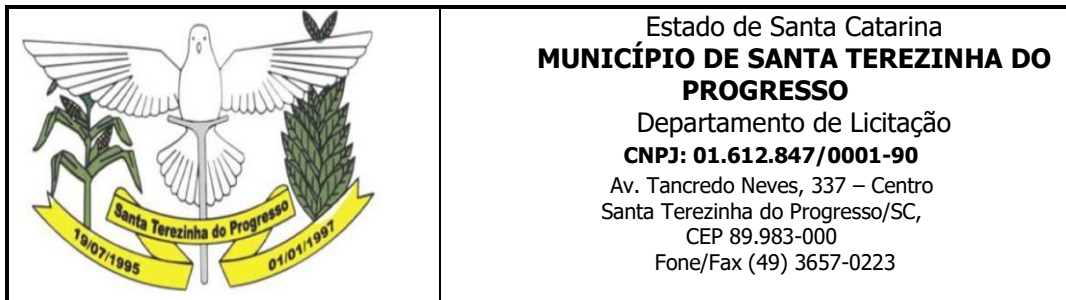 Santa Terezinha do Progresso
19/07/1995
01/01/1997
Estado de Santa Catarina
MUNICÍPIO DE SANTA TEREZINHA DO
PROGRESSO
Departamento de Licitação
CNPJ: 01.612.847/0001-90
Av. Tancredo Neves, 337 – Centro
Santa Terezinha do Progresso/SC,
CEP 89.983-000
Fone/Fax (49) 3657-0223